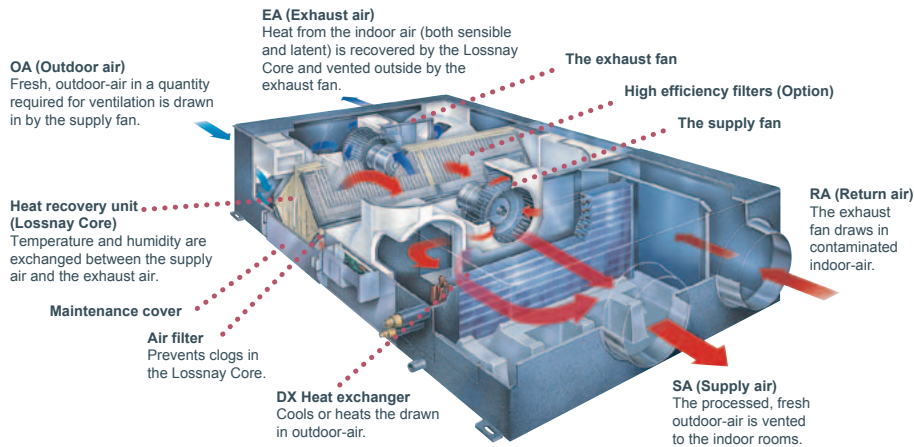 EA (Exhaust air)
Heat from the indoor air (both sensible
and latent) is recovered by the Lossnay
Core and vented outside by the
exhaust fan.
OA (Outdoor air)
Fresh, outdoor-air in a quantity
required for ventilation is drawn
in by the supply fan.
The exhaust fan
High efficiency filters (Option)
The supply fan
Heat recovery unit
(Lossnay Core)
Temperature and humidity are
exchanged between the supply
air and the exhaust air.
RA (Return air)
The exhaust
fan draws in
contaminated
indoor-air.
Maintenance cover
Air filter
Prevents clogs in
the Lossnay Core.
DX Heat exchanger
Cools or heats the drawn
in outdoor-air.
SA (Supply air)
The processed, fresh
outdoor-air is vented
to the indoor rooms.